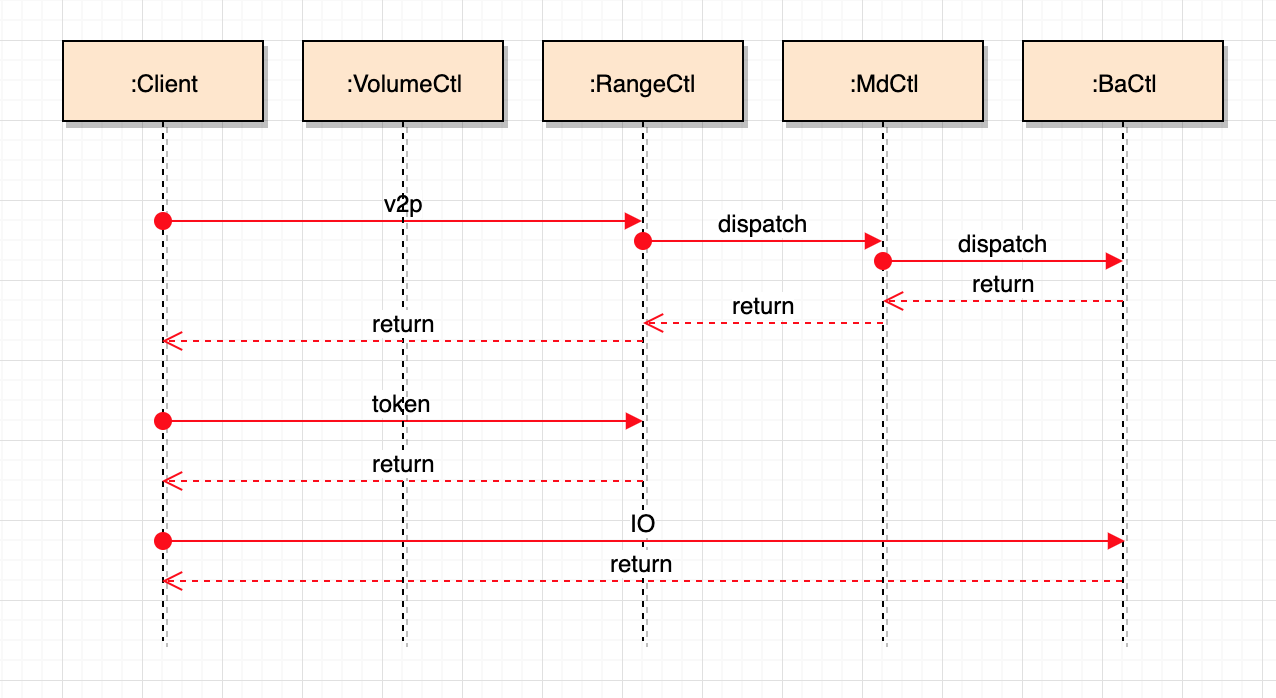 :Client
:VolumeCtl
:RangeCtl
:MdCtl
:BaCtl
v2p
dispatch
dispatch
return
return
return
token
return
IO
return